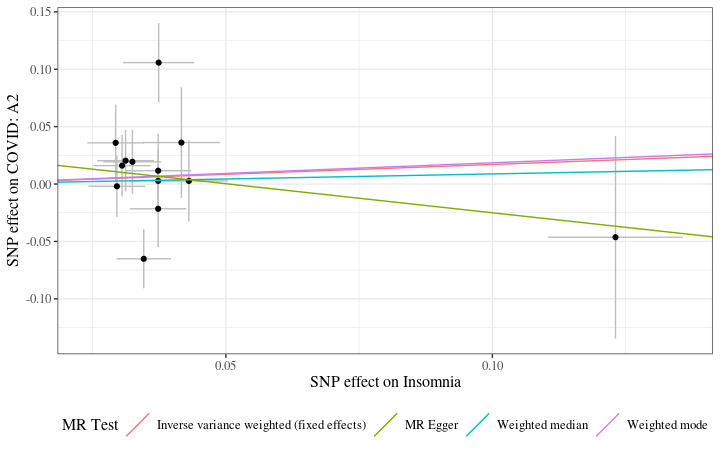 0.15
0.10
0.05
0.00
-0.05
-0.10
SNP effect on COVID: A2
0.05 0.10
SNP effect on Insomnia
MR Test Inverse variance weighted (fixed effects) MR Egger Weighted median Weighted mode